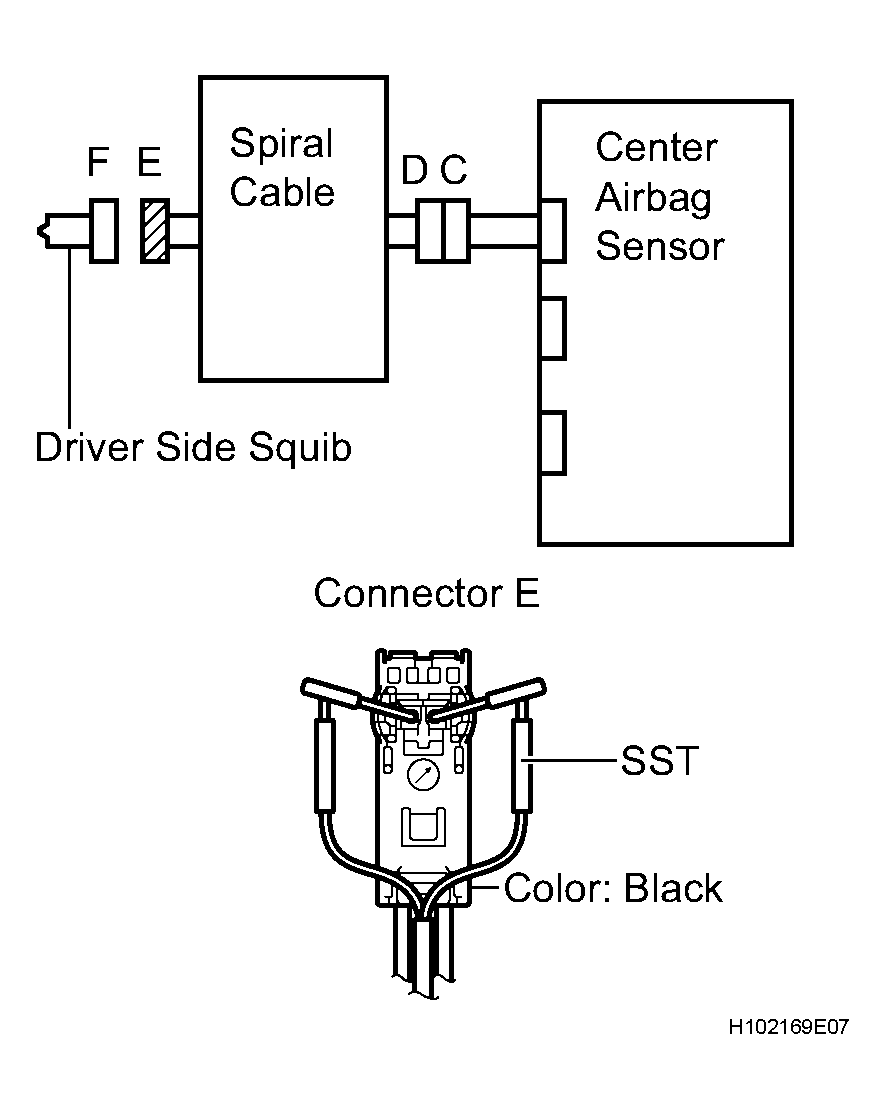 Spiral
Cable
F E
D C
Center
Airbag
Sensor
Driver Side Squib
Connector E
SST
Color: Black
H102169E07